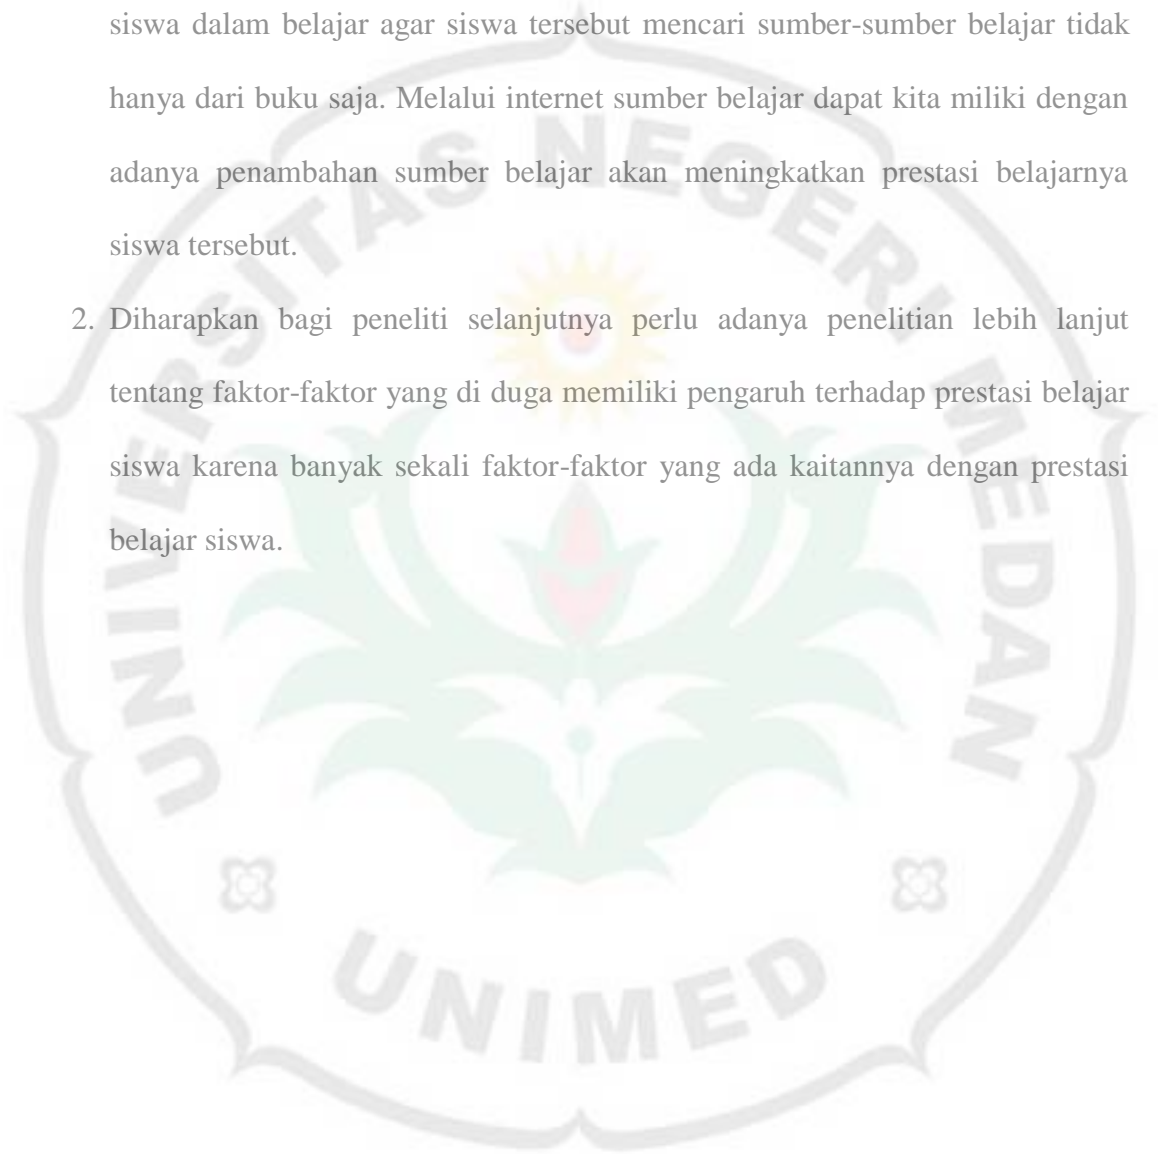 siswa dalam belajar agar siswa tersebut mencari sumber-sumber belajar tidak
hanya dari buku saja. Melalui internet sumber belajar dapat kita miliki dengan
adanya penambahan sumber belajar akan meningkatkan prestasi belajarnya
siswa tersebut.
2. Diharapkan bagi peneliti selanjutnya perlu adanya penelitian lebih lanjut
tentang faktor-faktor yang di duga memiliki pengaruh terhadap prestasi belajar
siswa karena banyak sekali faktor-faktor yang ada kaitannya dengan prestasi
belajar siswa.
UNIVERSITAS NEGERI MEDAN
UNIMED